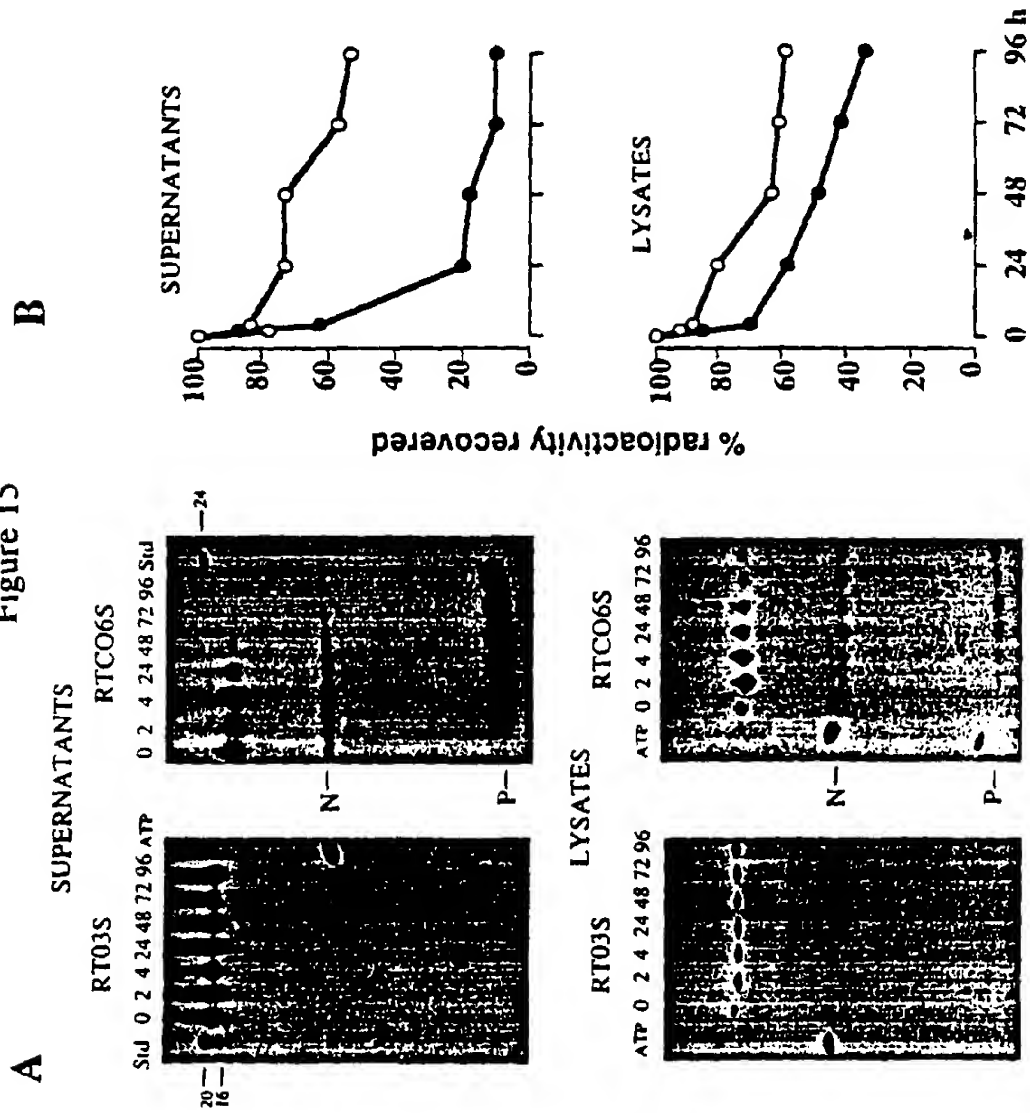 Figure 15
A
SUPERNATANTS
RT03S
Std 0 2 4 24 48 72 96 ATP
20
16
RTCO6S
0 2 4 24 48 72 96 Std
24
N
P
LYSATES
RT03S
ATP 0 2 4 24 48 72 96
RTCO6S
ATP 0 2 4 24 48 72 96
B
% radioactivity recovered
SUPERNATANTS
100
80
60
40
20
0
LYSATES
100
80
60
40
20
0
0 24 48 72 96 h